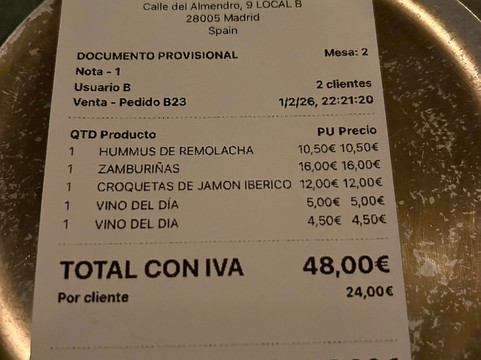 Calle del Almendro, 9 LOCAL B
28005 Madrid
Spain
DOCUMENTO PROVISIONAL Mesa: 2
Nota - 1
Usuario B 2 clientes
Venta - Pedido B23 1/2/26, 22:21:20
QTD Producto PU Precio
1 HUMMUS DE REMOLACHA 10,50€ 10,50€
1 ZAMBURIÑAS 16,00€ 16,00€
1 CROQUETAS DE JAMON IBERICO 12,00€ 12,00€
1 VINO DEL DÍA 5,00€ 5,00€
1 VINO DEL DIA 4,50€ 4,50€
TOTAL CON IVA 48,00€
Por cliente 24,00€